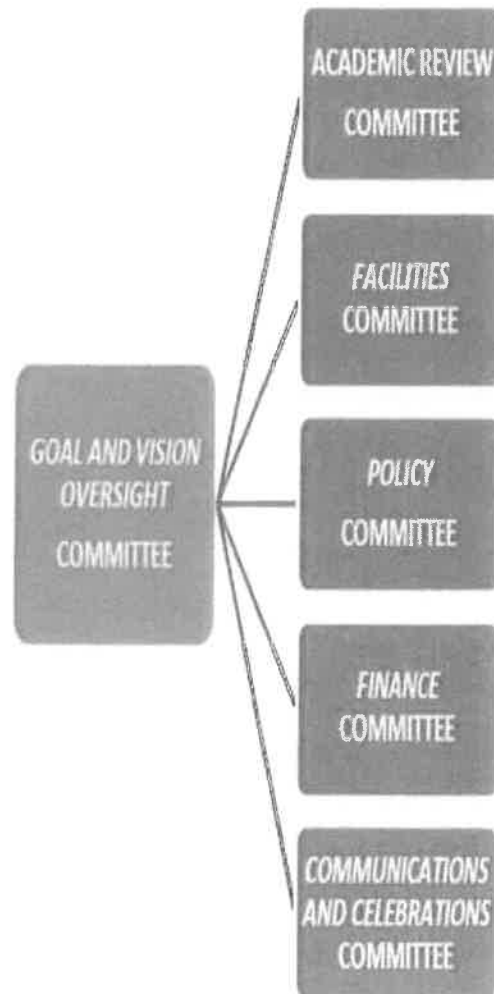 ACADEMIC REVIEW
COMMITTEE
FACILITIES
COMMITTEE
GOAL AND VISION
OVERSIGHT
COMMITTEE
POLICY
COMMITTEE
FINANCE
COMMITTEE
COMMUNICATIONS
AND CELEBRATIONS
COMMITTEE